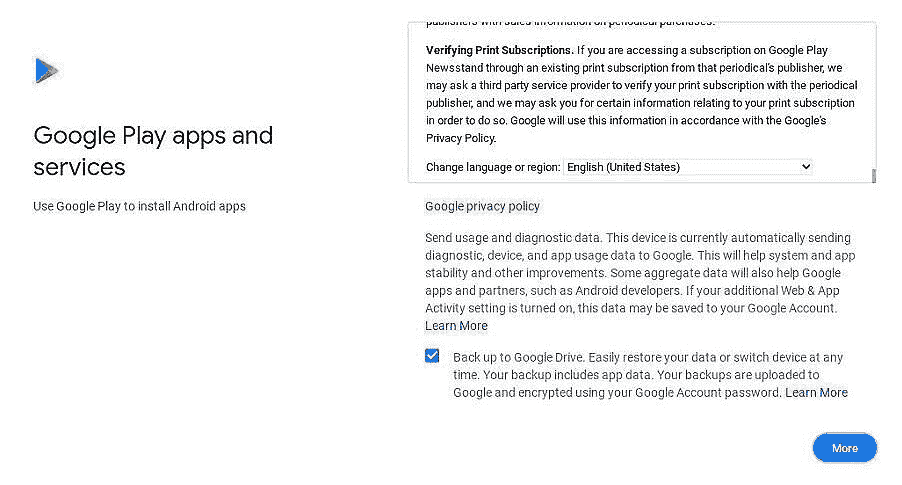 publishers with sales information on periodical purchases.
Verifying Print Subscriptions. If you are accessing a subscription on Google Play
Newsstand through an existing print subscription from that periodical's publisher, we
may ask a third party service provider to verify your print subscription with the periodical
publisher, and we may ask you for certain information relating to your print subscription
in order to do so. Google will use this information in accordance with the Google's
Privacy Policy.
Change language or region: English (United States)
Google Play apps and
services
Use Google Play to install Android apps
Google privacy policy
Send usage and diagnostic data. This device is currently automatically sending
diagnostic, device, and app usage data to Google. This will help system and app
stability and other improvements. Some aggregate data will also help Google
apps and partners, such as Android developers. If your additional Web & App
Activity setting is turned on, this data may be saved to your Google Account.
Learn More
Back up to Google Drive. Easily restore your data or switch device at any
time. Your backup includes app data. Your backups are uploaded to
Google and encrypted using your Google Account password. Learn More
More